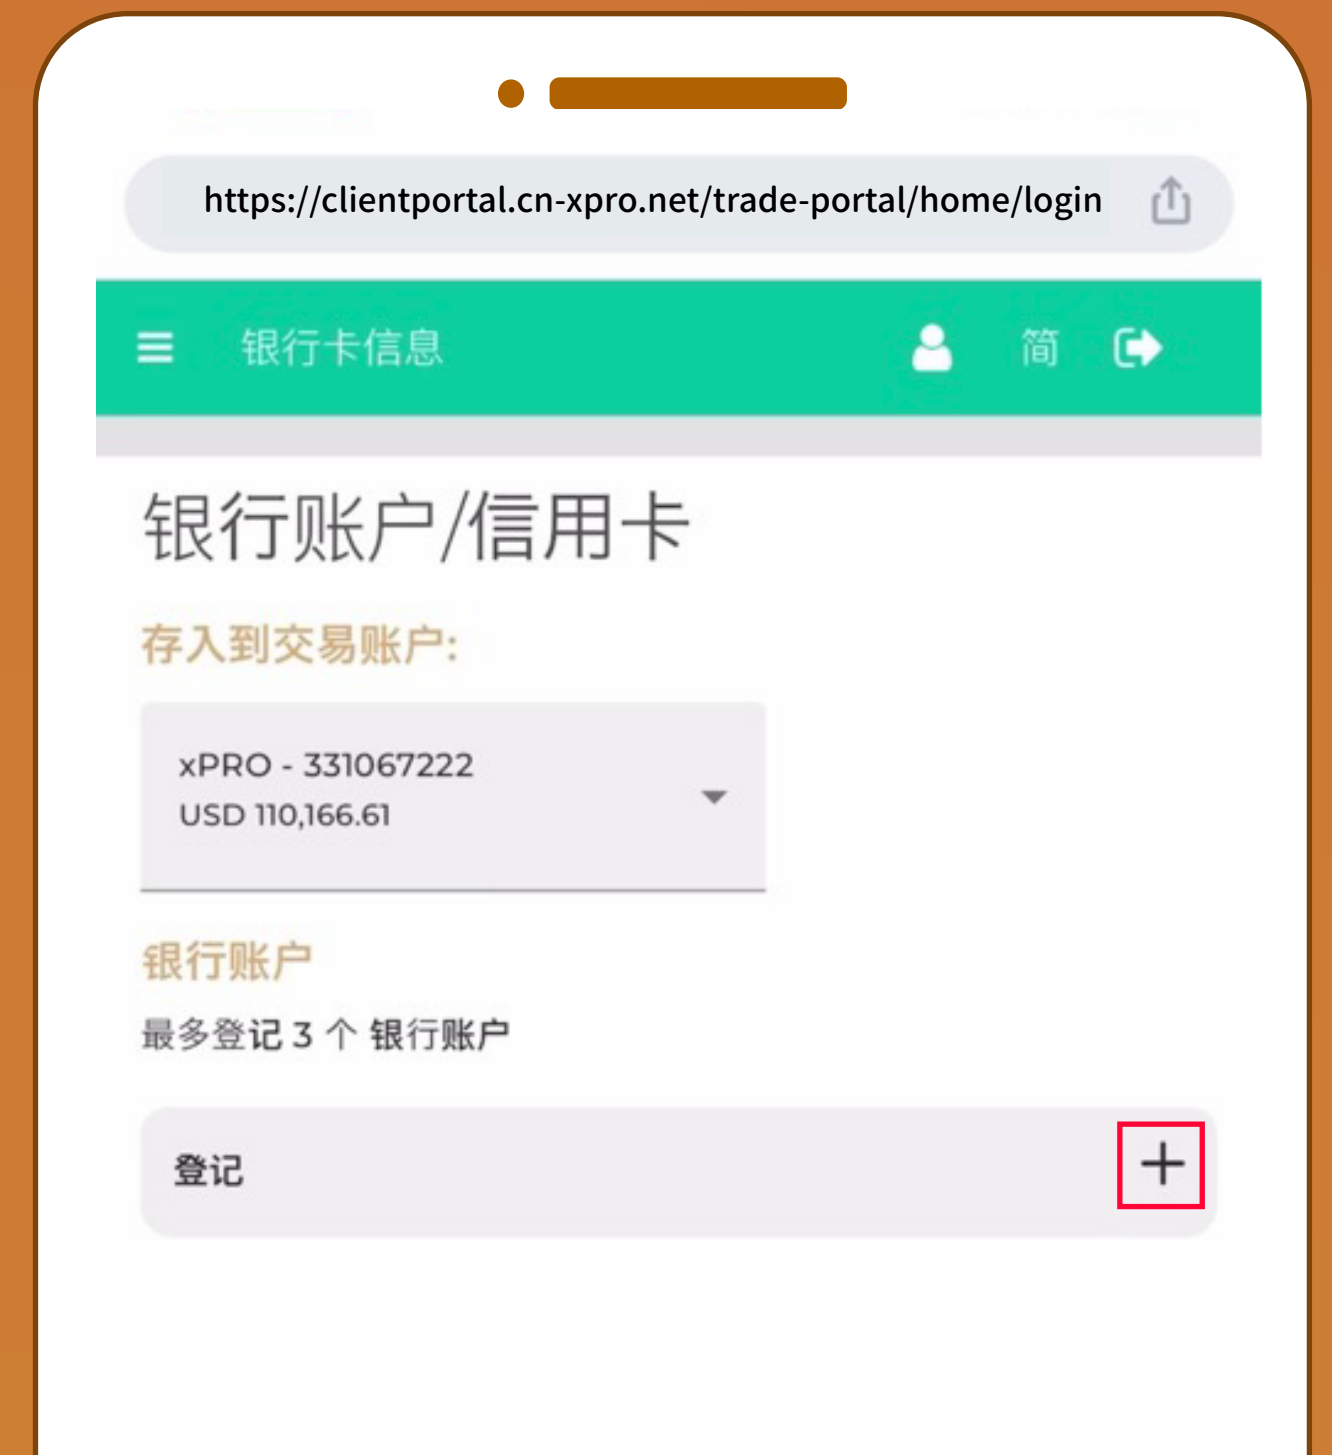 https://clientportal.cn-xpro.net/trade-portal/home/login
银行卡信息
简
银行账户/信用卡
存入到交易账户:
xPRO - 331067222
USD 110,166.61
银行账户
最多登记 3 个 银行账户
登记